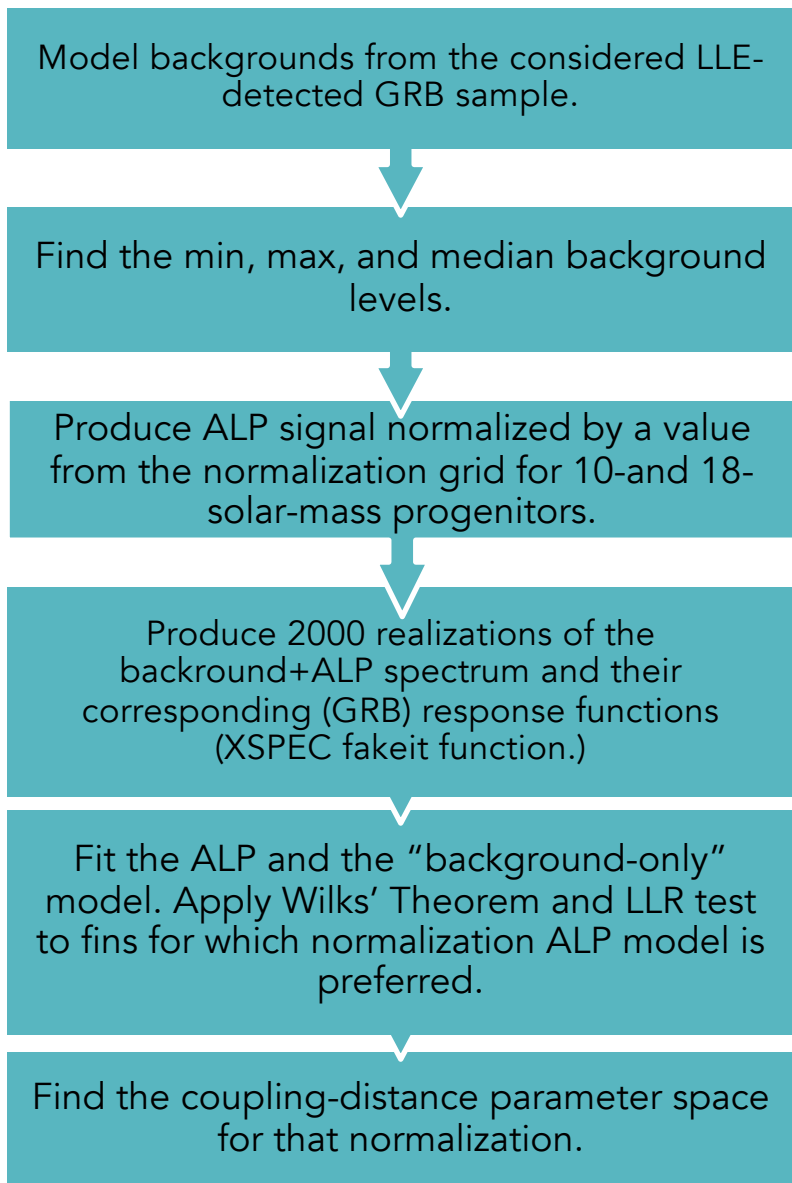 Model backgrounds from the considered LLE-
detected GRB sample.
Find the min, max, and median background
levels.
Produce ALP signal normalized by a value
from the normalization grid for 10-and 18-
solar-mass progenitors.
Produce 2000 realizations of the
backround+ALP spectrum and their
corresponding (GRB) response functions
(XSPEC fakeit function.)
Fit the ALP and the “background-only”
model. Apply Wilks’ Theorem and LLR test
to fins for which normalization ALP model is
preferred.
Find the coupling-distance parameter space
for that normalization.